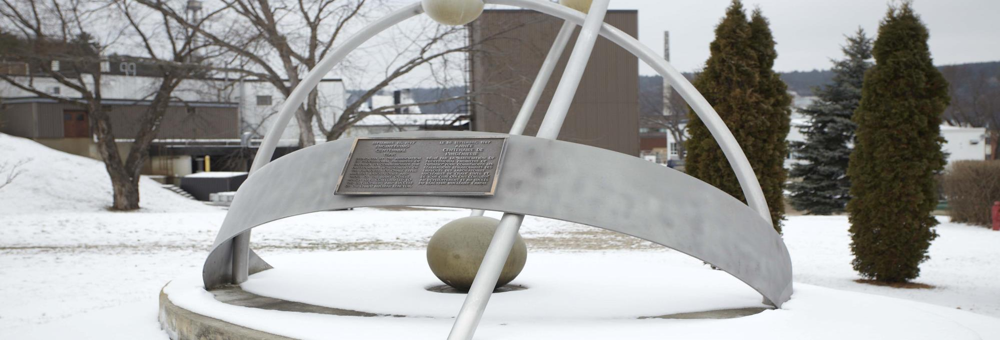 SEPTEMBER 26, 1987
ENGINEERING
CENTENNIAL
YEAR
DEDICATED BY THE ASSOCIATION
OF PROFESSIONAL ENGINEERS OF
ONTARIO TO COMMEMORATE THE
OUTSTANDING ACHIEVEMENTS OF
THE EMPLOYEES OF CHALK RIVER
NUCLEAR LABORATORIES AND
THOSE OF THE MANY OTHERS
WHICH HAVE CONTRIBUTED TO
THE DEVELOPMENT AND SUCCESS
OF THE CANDU NUCLEAR REACTOR.
LE 26 SEPTEMBRE, 1987
ANNÉE
CENTENAIRE DE
L'INGÉNIERIE
DÉDIÉ PAR LA "ASSOCIATION OF
PROFESSIONAL ENGINEERS OF
ONTARIO" POUR COMMÉMORER LES
RÉALISATIONS REMARQUABLES DES
EMPLOYÉS DES LABORATOIRES
NUCLÉAIRES DE CHALK RIVER ET,
DE TOUS CEUX QUI ONT CONTRIBUÉ
AU DÉVELOPPEMENT ET AU SUCCÈS
DU RÉACTEUR NUCLÉAIRE CANDU.